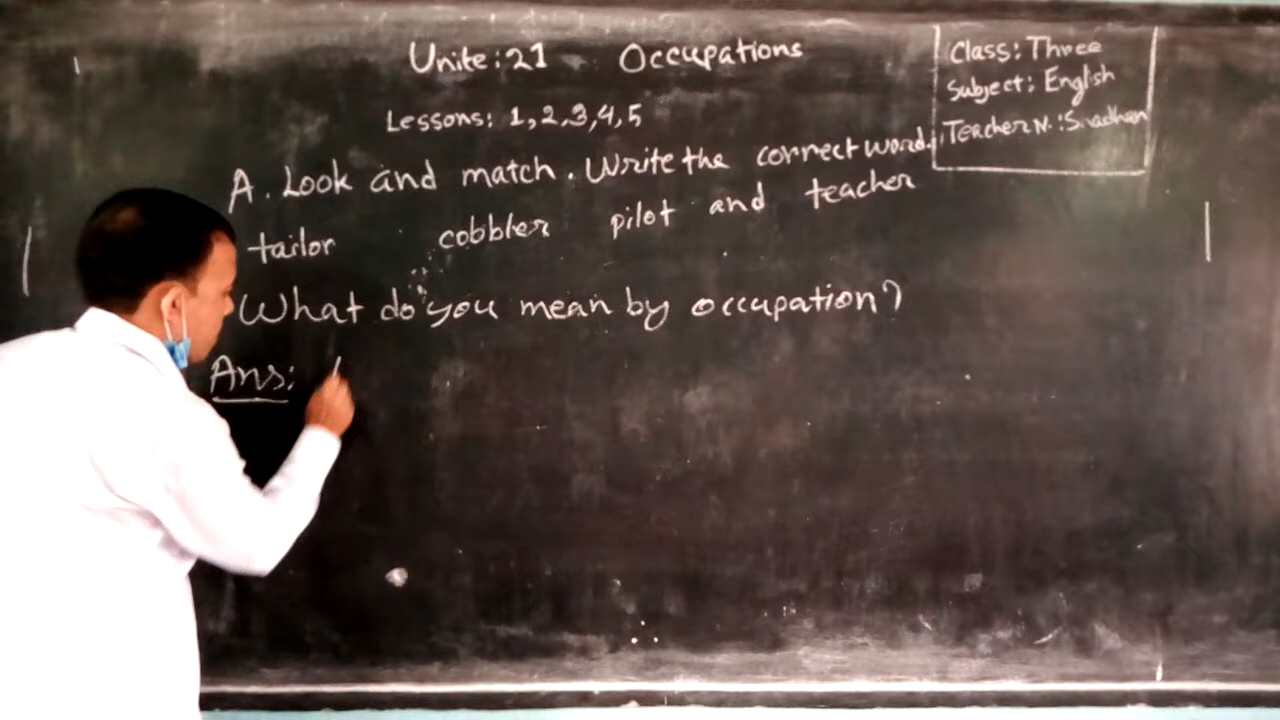 Unite: 21 Occupations
Lessons: 1,2,3,4,5
Class: Three
Subject: English
Teacher N.:
A. Look and match. Write the correct word.
tailor cobbler pilot and teacher
What do you mean by occupation?
Ans: